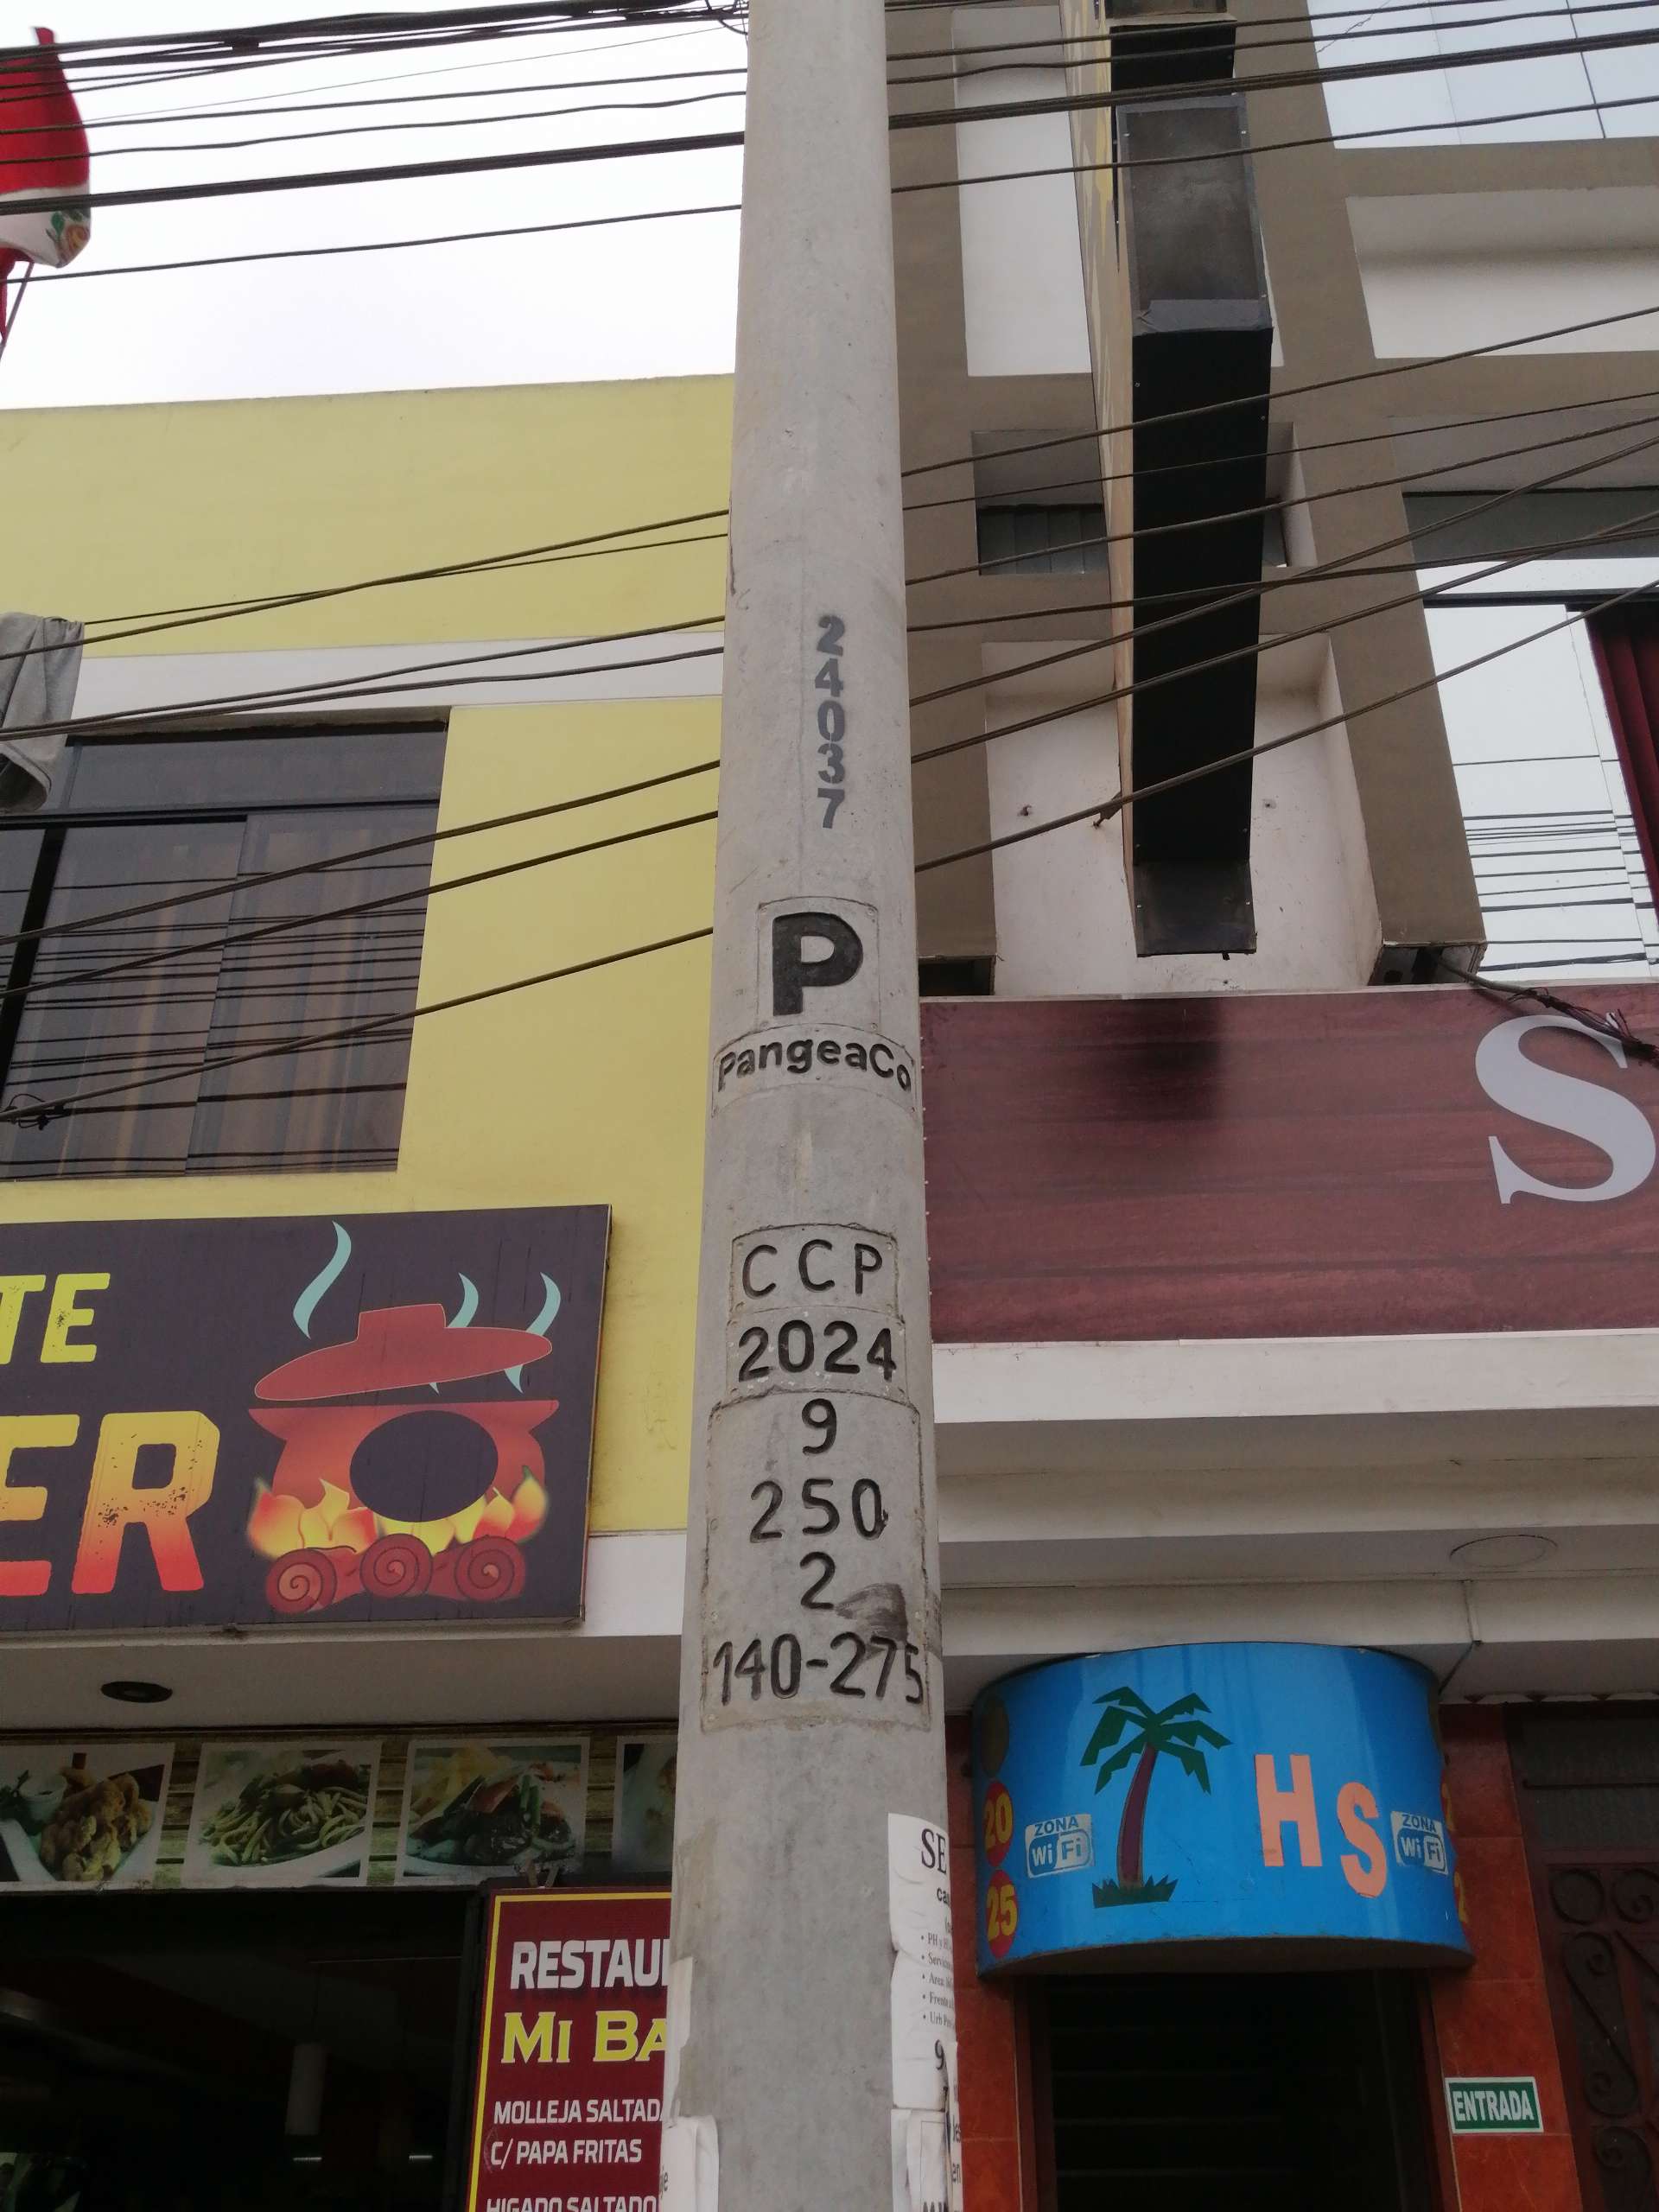 24037
P
PangeaCo
CCP
2024
9
250
2
140-275
TE
ER
S
HS
ZONA
WiFi
ZONA
WiFi
20
25
ENTRADA
RESTAU
MI BA
MOLLEJA SALTAD
C/ PAPA FRITAS
HIGADO SALTADO
SE